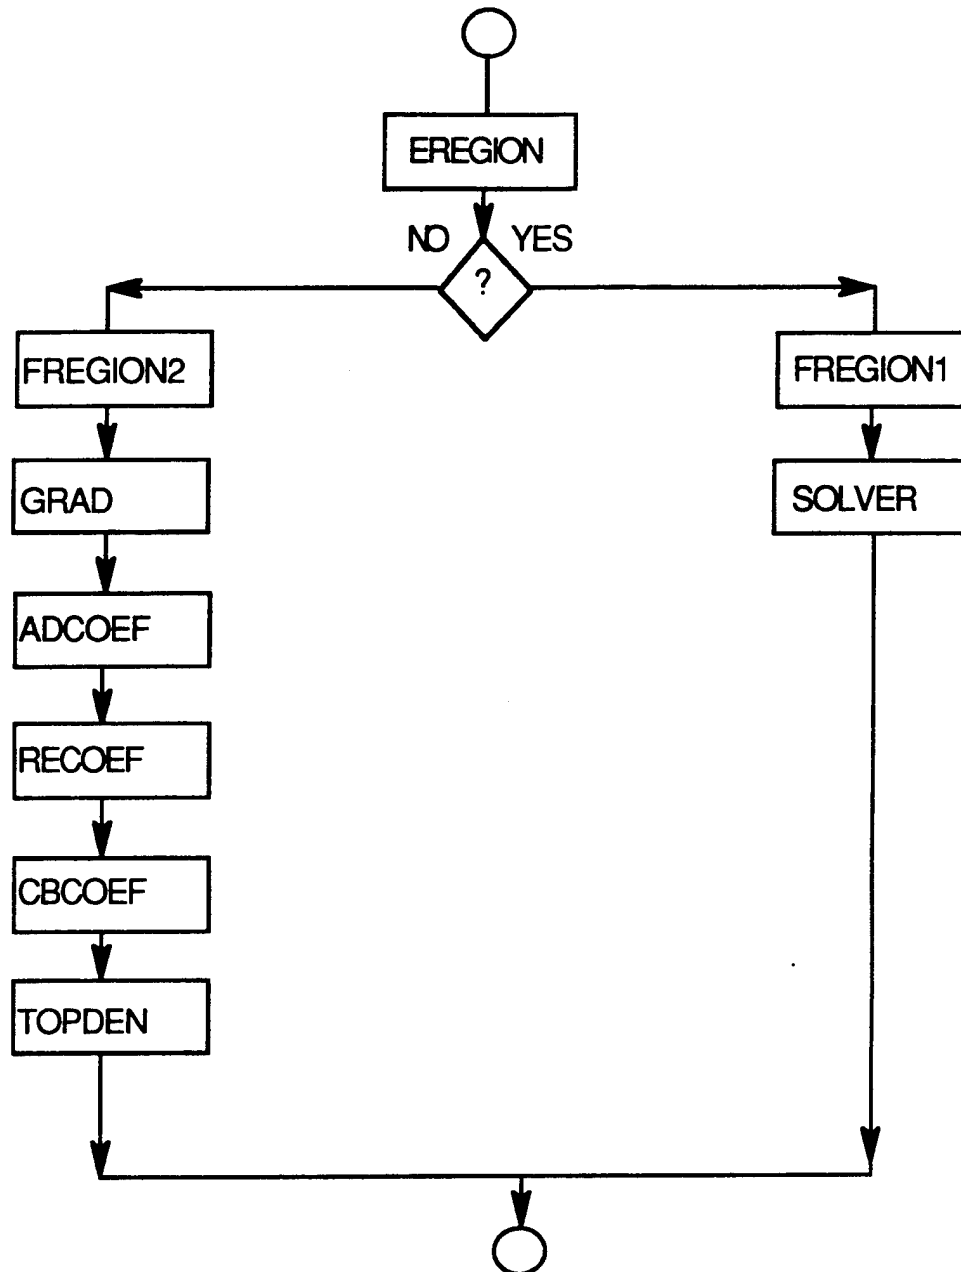 EREGION
NO YES
?
FREGION2
FREGION1
GRAD
SOLVER
ADCOEF
RECOEF
CBCOEF
TOPDEN